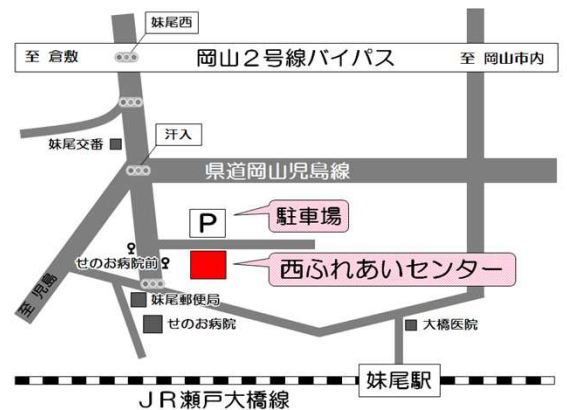 妹尾西
至 倉敷
岡山2号線バイパス
至 岡山市内
汗入
妹尾交番
県道岡山児島線
P
駐車場
せのお病院前
西ふれあいセンター
至 児島
妹尾郵便局
せのお病院
大橋医院
妹尾駅
JR瀬戸大橋線